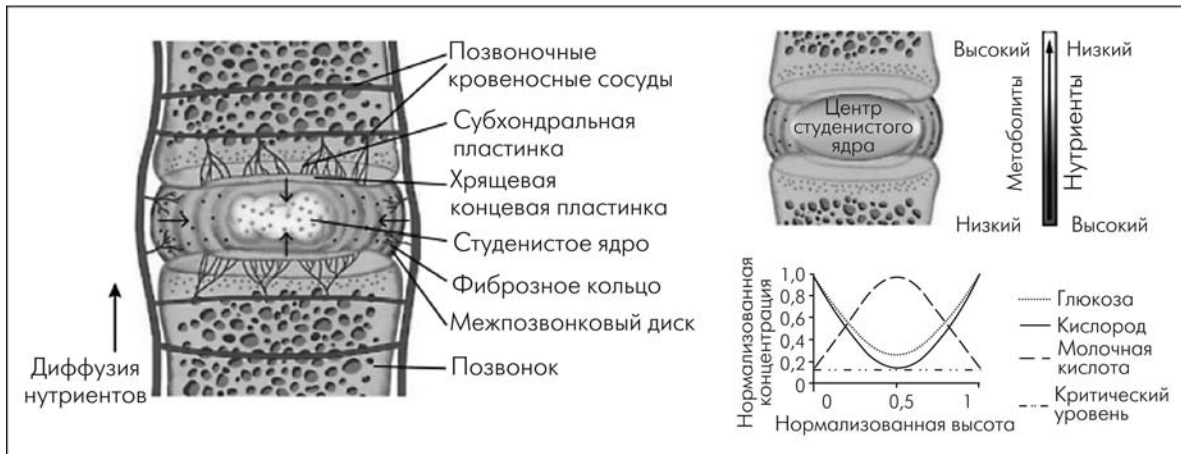 Позвоночные
кровеносные сосуды
Субхондральная
пластинка
Хрящевая
концевая пластинка
Студенистое ядро
Фиброзное кольцо
Межпозвонковый диск
Позвонок
Диффузия
нутриентов
Высокий
Низкий
Центр
студенистого
ядра
Метаболиты
Нутриенты
Низкий
Высокий
Нормализованная
концентрация
1,0
0,8
0,6
0,4
0,2
0
0
0,5
1
Нормализованная высота
Глюкоза
Кислород
Молочная
кислота
Критический
уровень